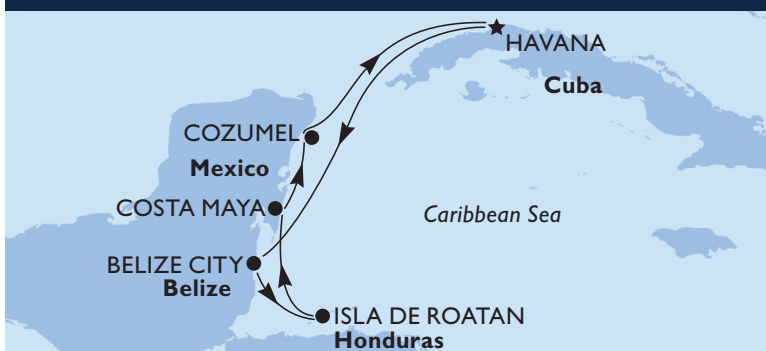 HAVANA
Cuba
COZUMEL
Mexico
COSTA MAYA
Caribbean Sea
BELIZE CITY
Belize
ISLA DE ROATAN
Honduras